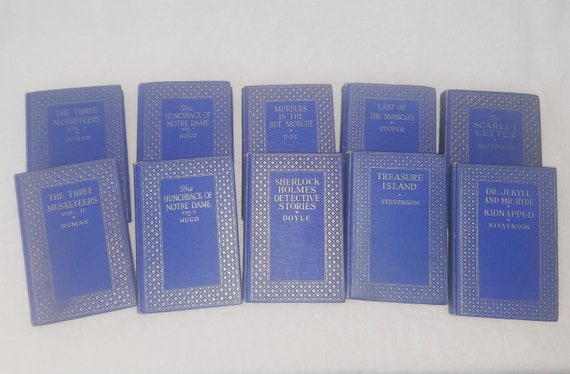 THE THREE
MUSKETEERS
VOL. I
DUMAS
The
HUNCHBACK OF
NOTRE DAME
VOL. I
HUGO
MURDERS
IN THE
RUE MORGUE
POE
LAST OF
THE MOHICANS
COOPER
The
SCARLET
LETTER
HAWTHORNE
THE THREE
MUSKETEERS
VOL. II
DUMAS
The
HUNCHBACK OF
NOTRE DAME
VOL. II
HUGO
SHERLOCK
HOLMES
DETECTIVE
STORIES
DOYLE
TREASURE
ISLAND
STEVENSON
DR. JEKYLL
AND MR. HYDE
KIDNAPPED
STEVENSON